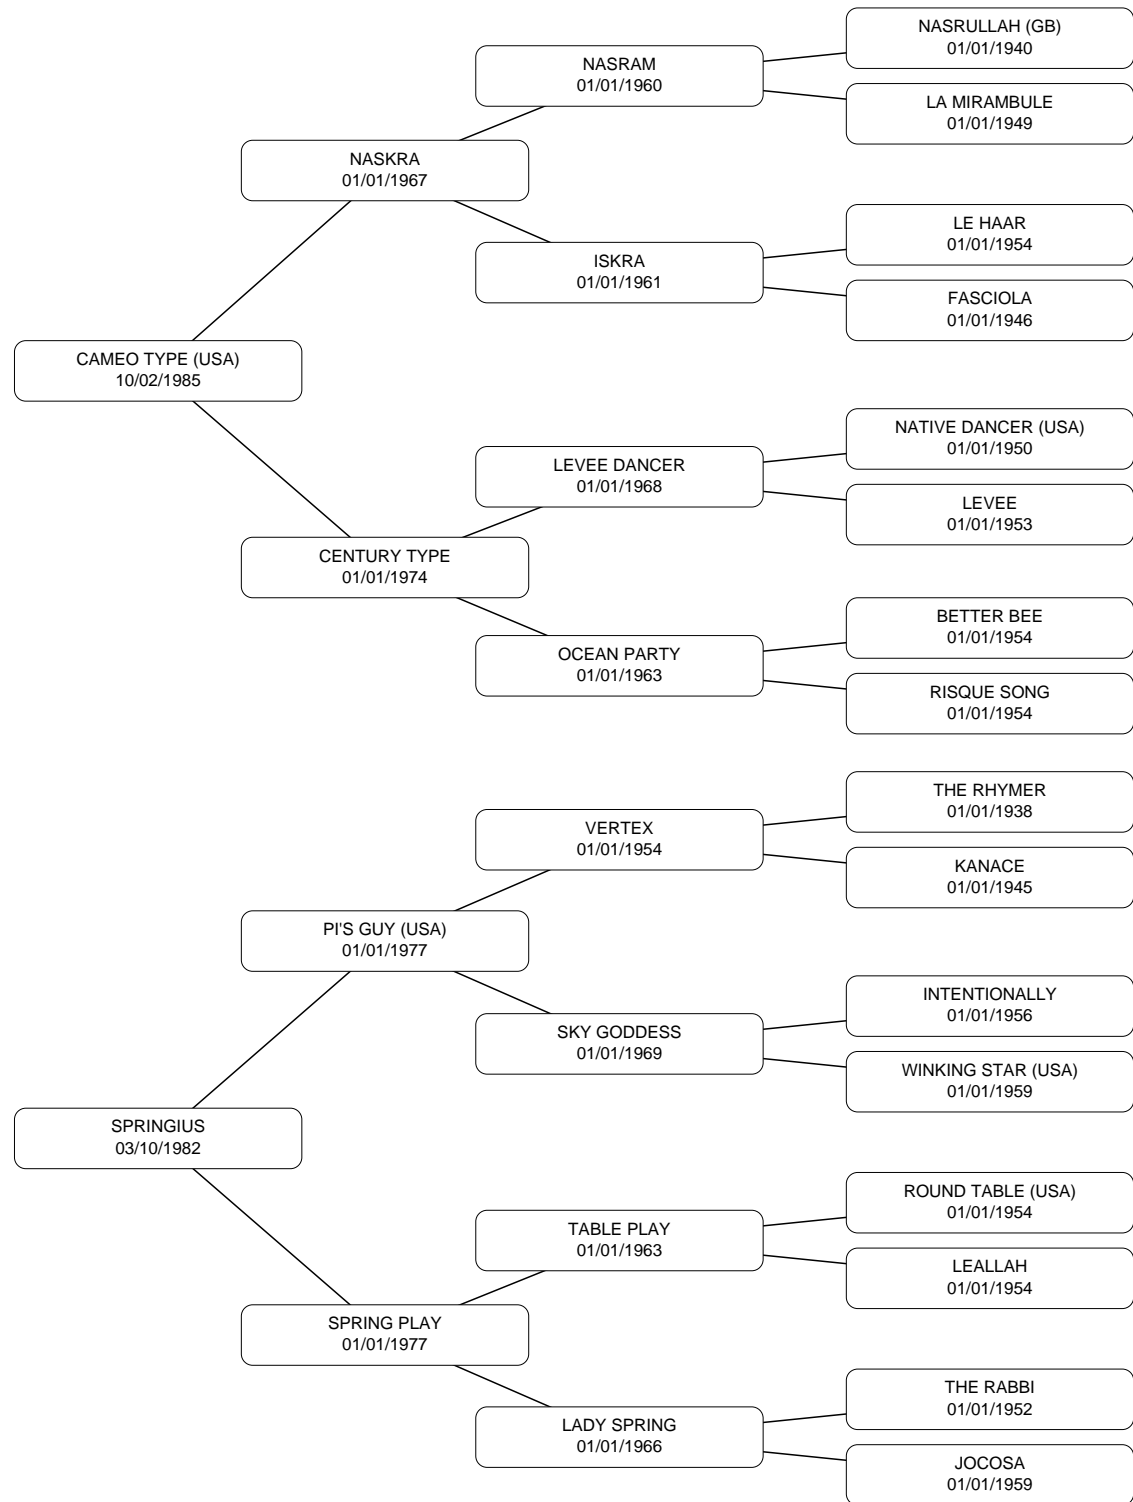 NASRULLAH (GB)
01/01/1940
NASRAM
01/01/1960
LA MIRAMBULE
01/01/1949
NASKRA
01/01/1967
LE HAAR
01/01/1954
ISKRA
01/01/1961
FASCIOLA
01/01/1946
CAMEO TYPE (USA)
10/02/1985
NATIVE DANCER (USA)
01/01/1950
LEVEE DANCER
01/01/1968
LEVEE
01/01/1953
CENTURY TYPE
01/01/1974
BETTER BEE
01/01/1954
OCEAN PARTY
01/01/1963
RISQUE SONG
01/01/1954
THE RHYMER
01/01/1938
VERTEX
01/01/1954
KANACE
01/01/1945
PI'S GUY (USA)
01/01/1977
INTENTIONALLY
01/01/1956
SKY GODDESS
01/01/1969
WINKING STAR (USA)
01/01/1959
SPRINGIUS
03/10/1982
ROUND TABLE (USA)
01/01/1954
TABLE PLAY
01/01/1963
LEALLAH
01/01/1954
SPRING PLAY
01/01/1977
THE RABBI
01/01/1952
LADY SPRING
01/01/1966
JOCOSA
01/01/1959